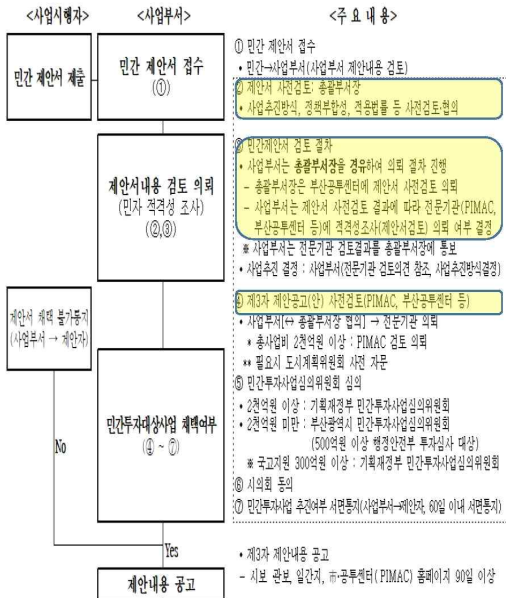 <사업시행자> <사업부서> <주 요 내 용>
민간 제안서 제출
민간 제안서 접수
(①)
제안서내용 검토 의뢰
(민자 적격성 조사)
(②,③)
제안서 채택 불가통지
(사업부서 → 제안자)
민간투자대상사업 채택여부
(④ ~ ⑦)
No
Yes
제안내용 공고
① 민간 제안서 접수
• 민간→사업부서(사업부서 제안내용 검토)
② 제안서 사전검토: 총괄부서장
• 사업추진방식, 정책부합성, 적용법률 등 사전검토·협의
③ 민간제안서 검토 절차
• 사업부서는 총괄부서장을 경유하여 의뢰 절차 진행
- 총괄부서장은 부산공투센터에 제안서 사전검토 의뢰
- 사업부서는 제안서 사전검토 결과에 따라 전문기관(PIMAC,
부산공투센터 등)에 적격성조사(제안서검토) 의뢰 여부 결정
※ 사업부서는 전문기관 검토결과를 총괄부서장에 통보
• 사업추진 결정 : 사업부서(전문기관 검토의견 참조, 사업추진방식결정)
④ 제3자 제안공고(안) 사전검토(PIMAC, 부산공투센터 등)
• 사업부서[↔ 총괄부서장 협의] → 전문기관 의뢰
* 총사업비 2천억원 이상 : PIMAC 검토 의뢰
** 필요시 도시계획위원회 사전 자문
⑤ 민간투자사업심의위원회 심의
• 2천억원 이상 : 기획재정부 민간투자사업심의위원회
• 2천억원 미만 : 부산광역시 민간투자사업심의위원회
(500억원 이상 행정안전부 투자심사 대상)
※ 국고지원 300억원 이상 : 기획재정부 민간투자사업심의위원회
⑥ 시의회 동의
⑦ 민간투자사업 추진여부 서면통지(사업부서→제안자, 60일 이내 서면통지)
• 제3자 제안내용 공고
- 시보 관보, 일간지, 市·공투센터(PIMAC) 홈페이지 90일 이상